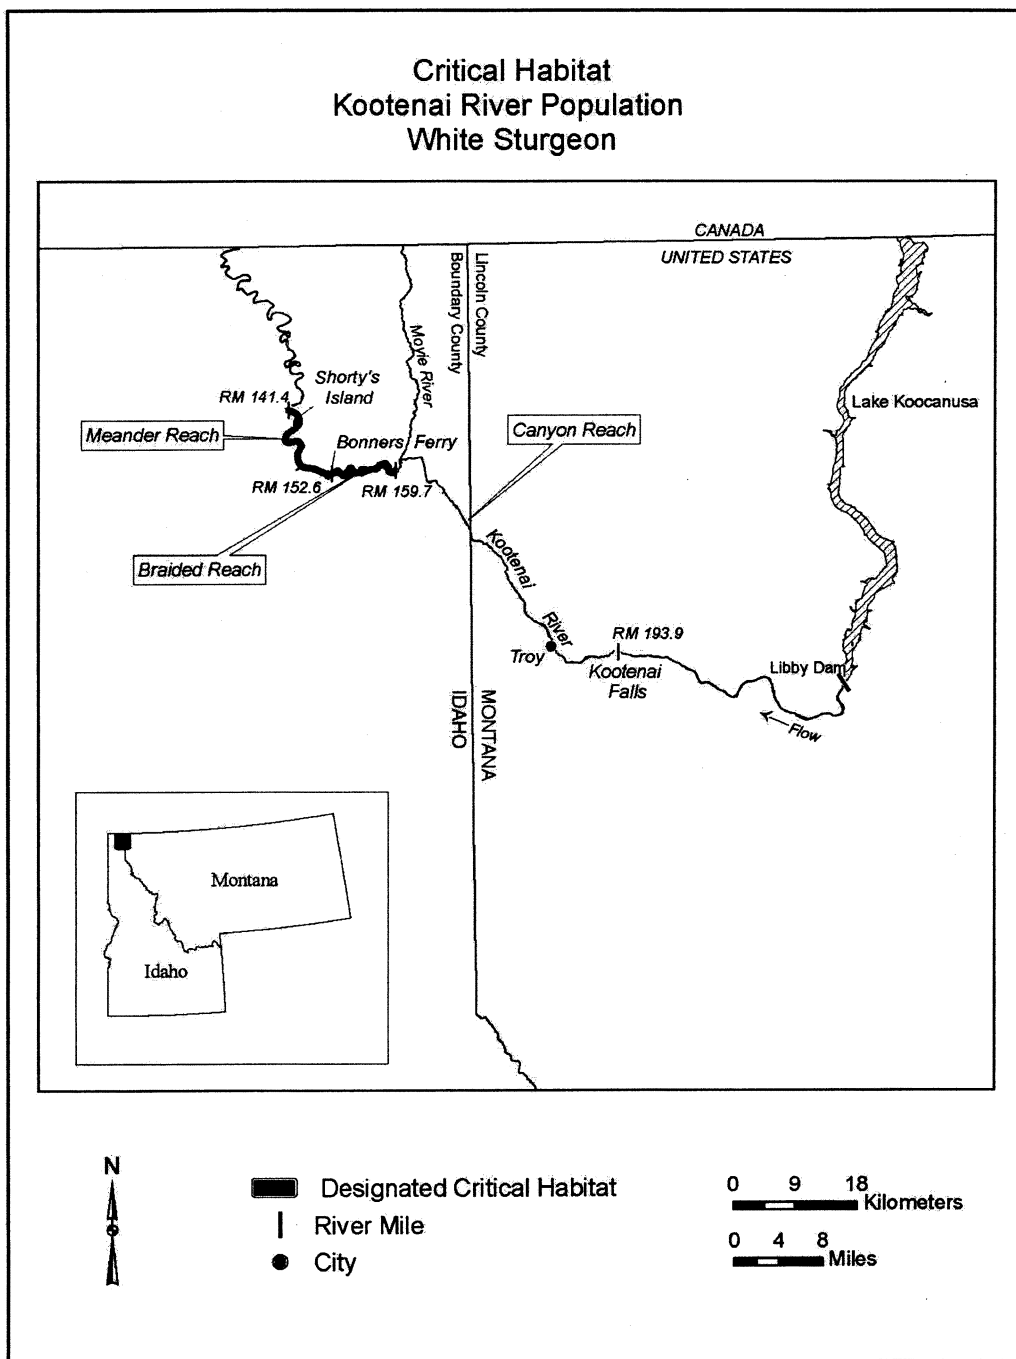 Critical Habitat
Kootenai River Population
White Sturgeon
CANADA
UNITED STATES
Lincoln County
Boundary County
Moyie River
Shorty's
Island
RM 141.4
Meander Reach
Bonners Ferry
Canyon Reach
Lake Koocanusa
RM 152.6
RM 159.7
Braided Reach
Kootenai
River
RM 193.9
Troy
Kootenai
Falls
Libby Dam
Flow
MONTANA
IDAHO
Montana
Idaho
N
Designated Critical Habitat
River Mile
City
0 9 18
Kilometers
0 4 8
Miles